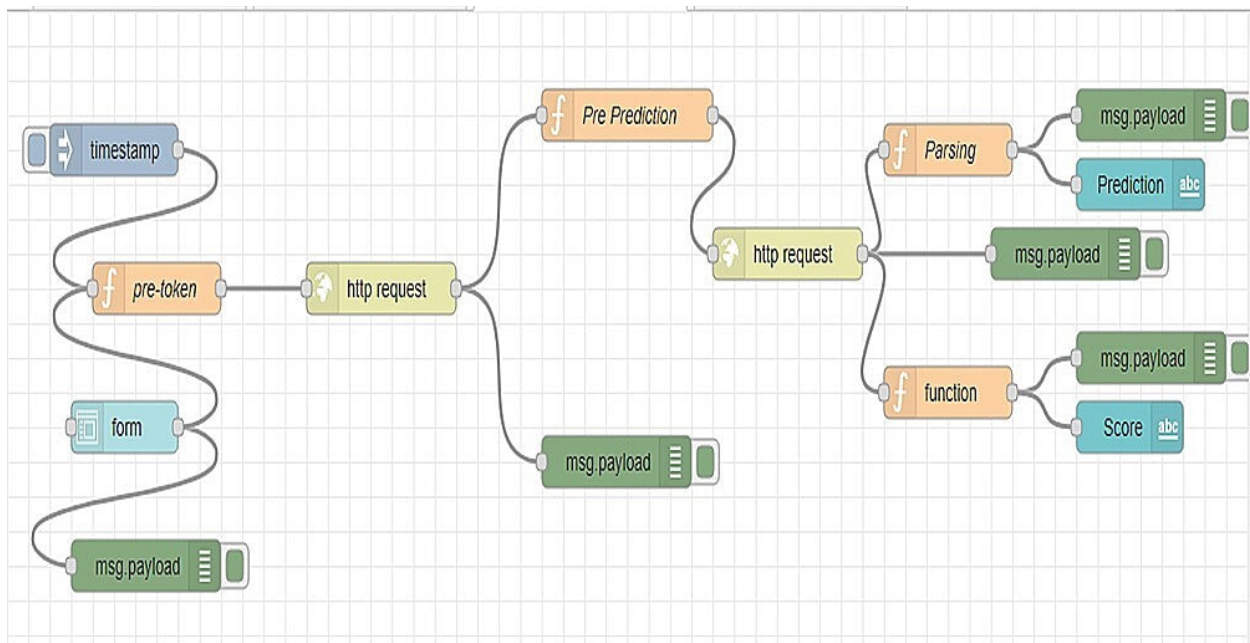 timestamp
pre-token
form
msg.payload
http request
Pre Prediction
msg.payload
http request
Parsing
msg.payload
Prediction abc
msg.payload
function
msg.payload
Score abc